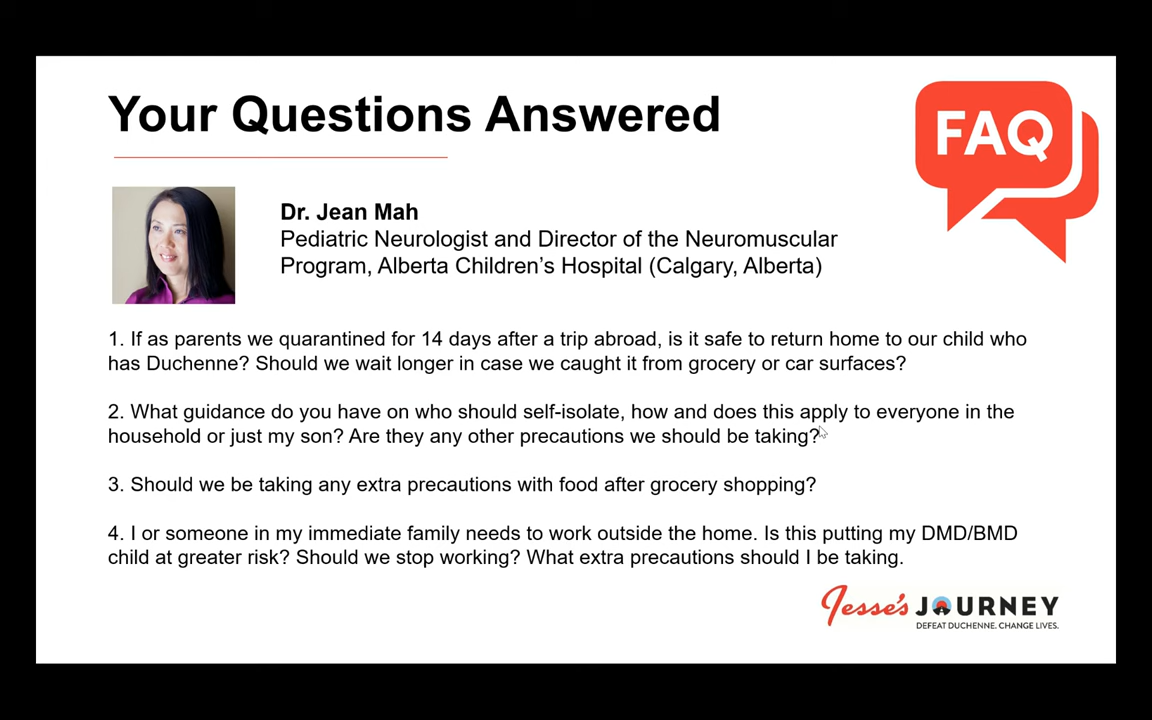 Your Questions Answered
FAQ
Dr. Jean Mah
Pediatric Neurologist and Director of the Neuromuscular
Program, Alberta Children’s Hospital (Calgary, Alberta)
1. If as parents we quarantined for 14 days after a trip abroad, is it safe to return home to our child who
has Duchenne? Should we wait longer in case we caught it from grocery or car surfaces?
2. What guidance do you have on who should self-isolate, how and does this apply to everyone in the
household or just my son? Are they any other precautions we should be taking?
3. Should we be taking any extra precautions with food after grocery shopping?
4. I or someone in my immediate family needs to work outside the home. Is this putting my DMD/BMD
child at greater risk? Should we stop working? What extra precautions should I be taking.
Jesse's JOURNEY
DEFEAT DUCHENNE. CHANGE LIVES.